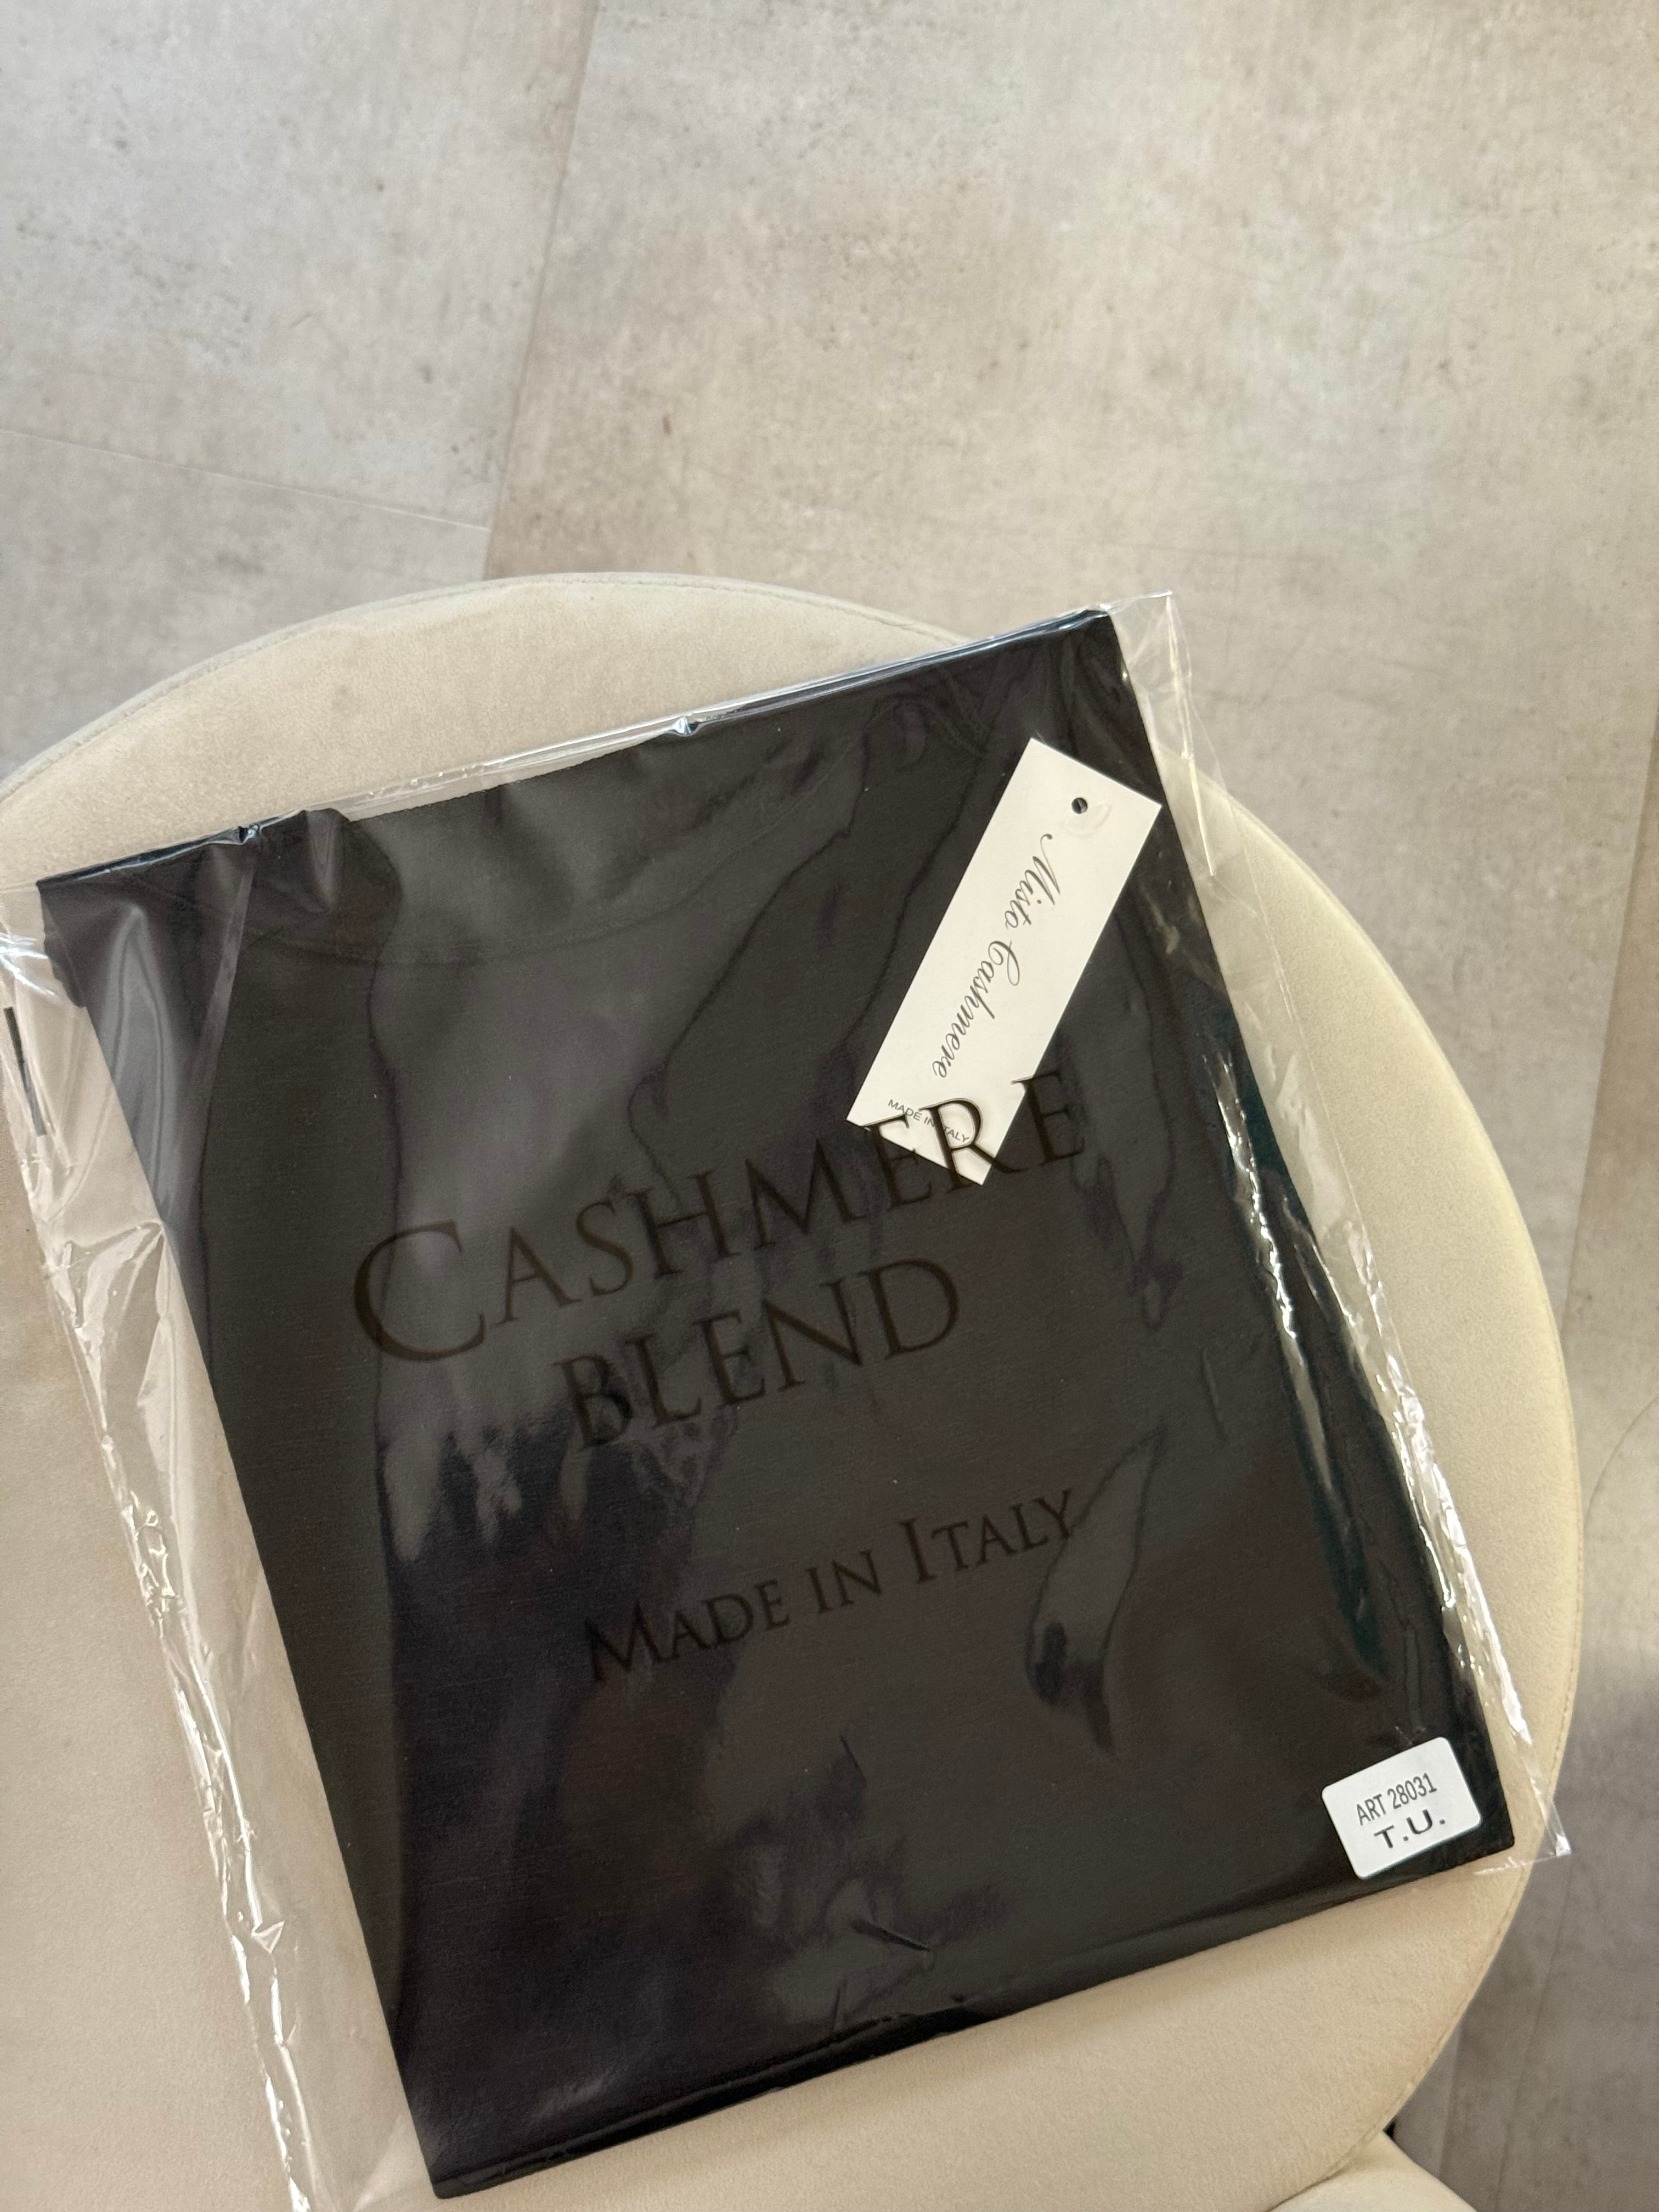 Misto Cashmere
MADE IN ITALY
CASHMERE
BLEND
MADE IN ITALY
ART 28031
T.U.